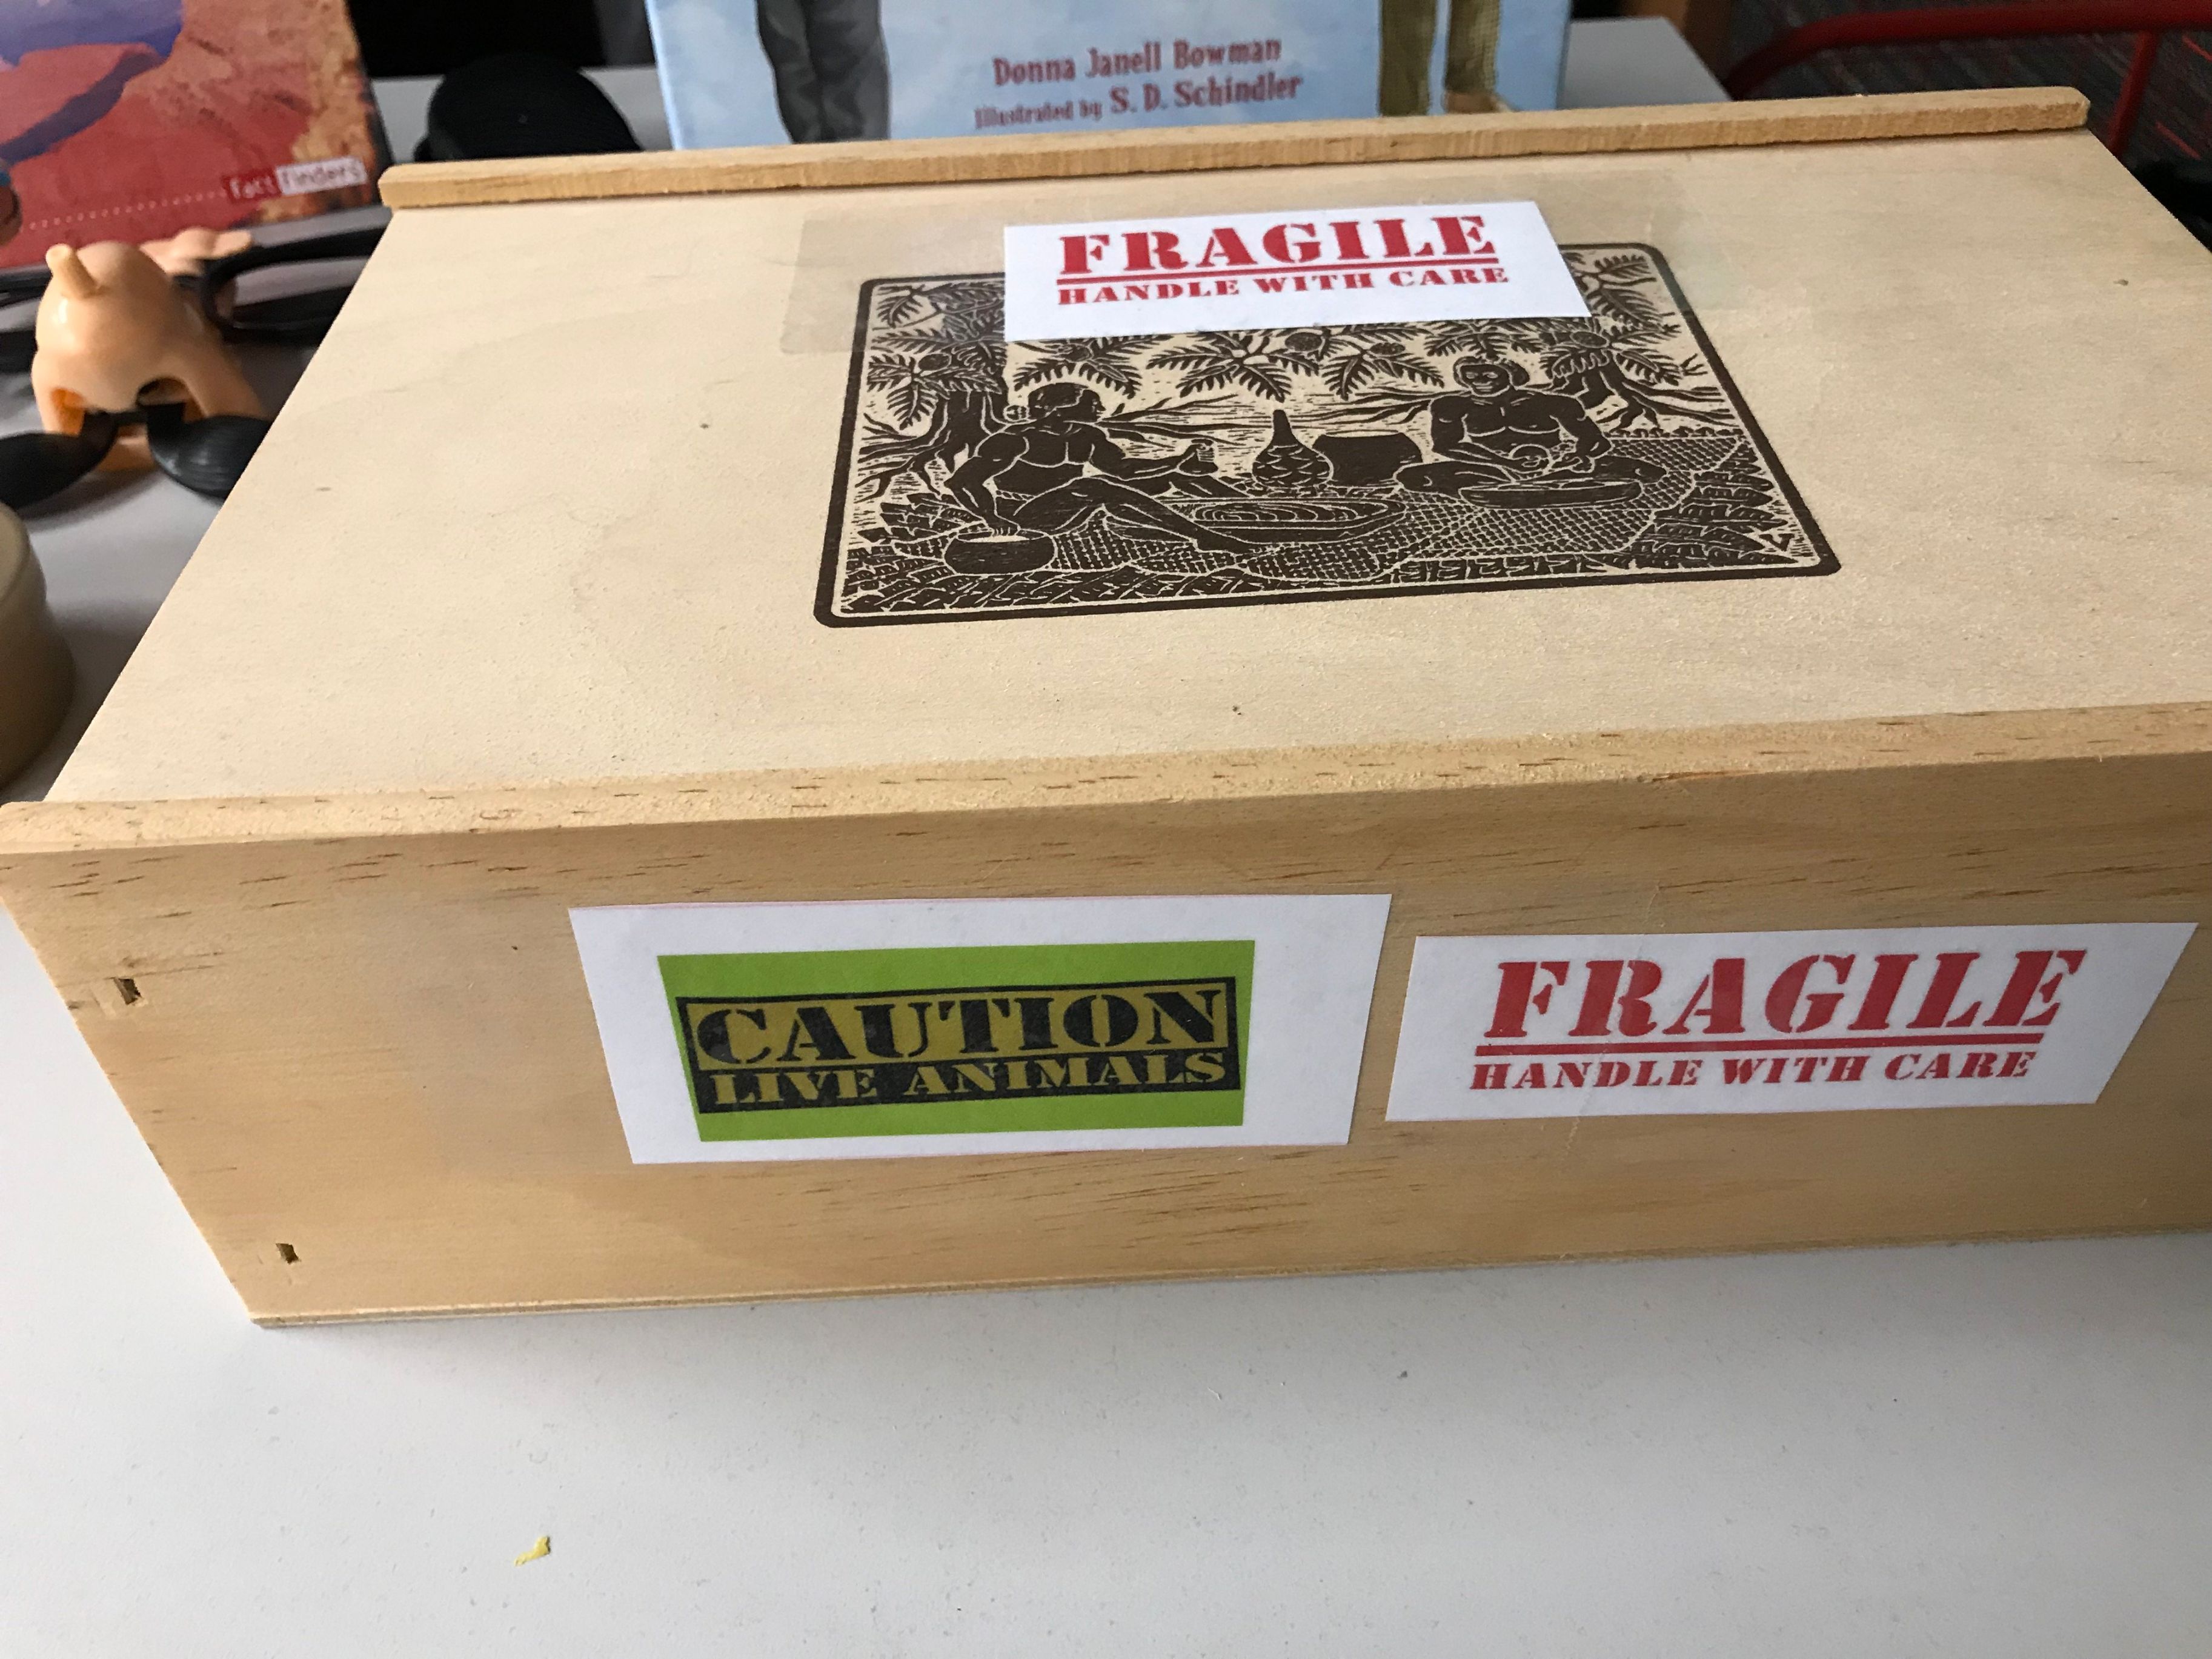 Donna Janell Bowman
Illustrated by S. D. Schindler
Fact Finders
FRAGILE
HANDLE WITH CARE
CAUTION
LIVE ANIMALS
FRAGILE
HANDLE WITH CARE